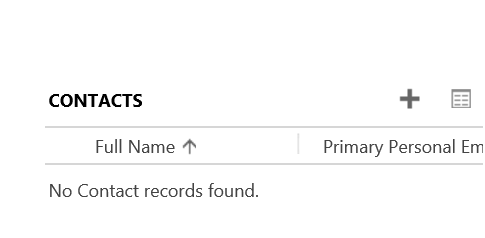 CONTACTS
Full Name Primary Personal Em
No Contact records found.